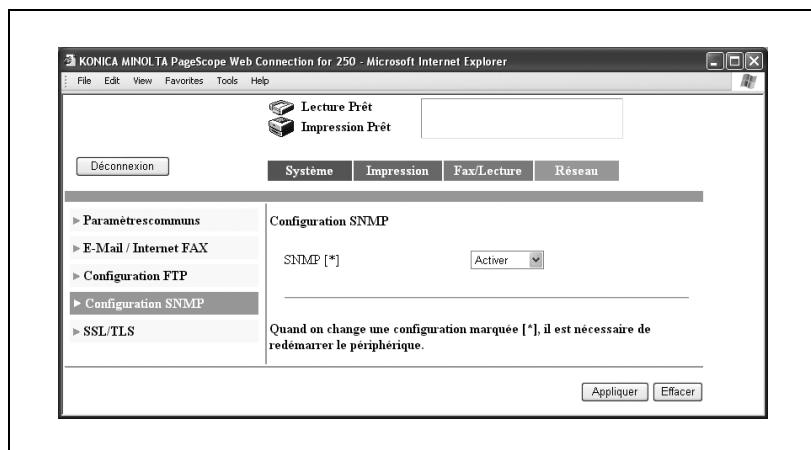 KONICA MINOLTA PageScope Web Connection for 250 - Microsoft Internet Explorer
File Edit View Favorites Tools Help
Lecture Prêt
Impression Prêt
Déconnexion
Système Impression Fax/Lecture Réseau
Paramètrescommuns
E-Mail / Internet FAX
Configuration FTP
Configuration SNMP
SSL/TLS
Configuration SNMP
SNMP [*] Activer
Quand on change une configuration marquée [*], il est nécessaire de
redémarrer le périphérique.
Appliquer Effacer